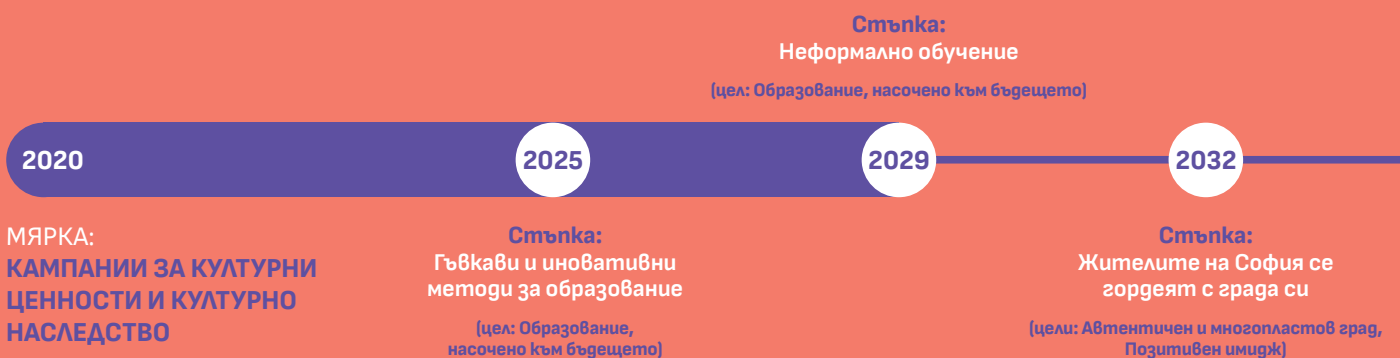 Стъпка:
Неформално обучение
(цел: Образование, насочено към бъдещето)
2020
2025
2029
2032
МЯРКА:
КАМПАНИИ ЗА КУЛТУРНИ
ЦЕННОСТИ И КУЛТУРНО
НАСЛЕДСТВО
Стъпка:
Гъвкави и иновативни
методи за образование
(цел: Образование,
насочено към бъдещето)
Стъпка:
Жителите на София се
гордеят с града си
(цели: Автентичен и многопластов град,
Позитивен имидж)